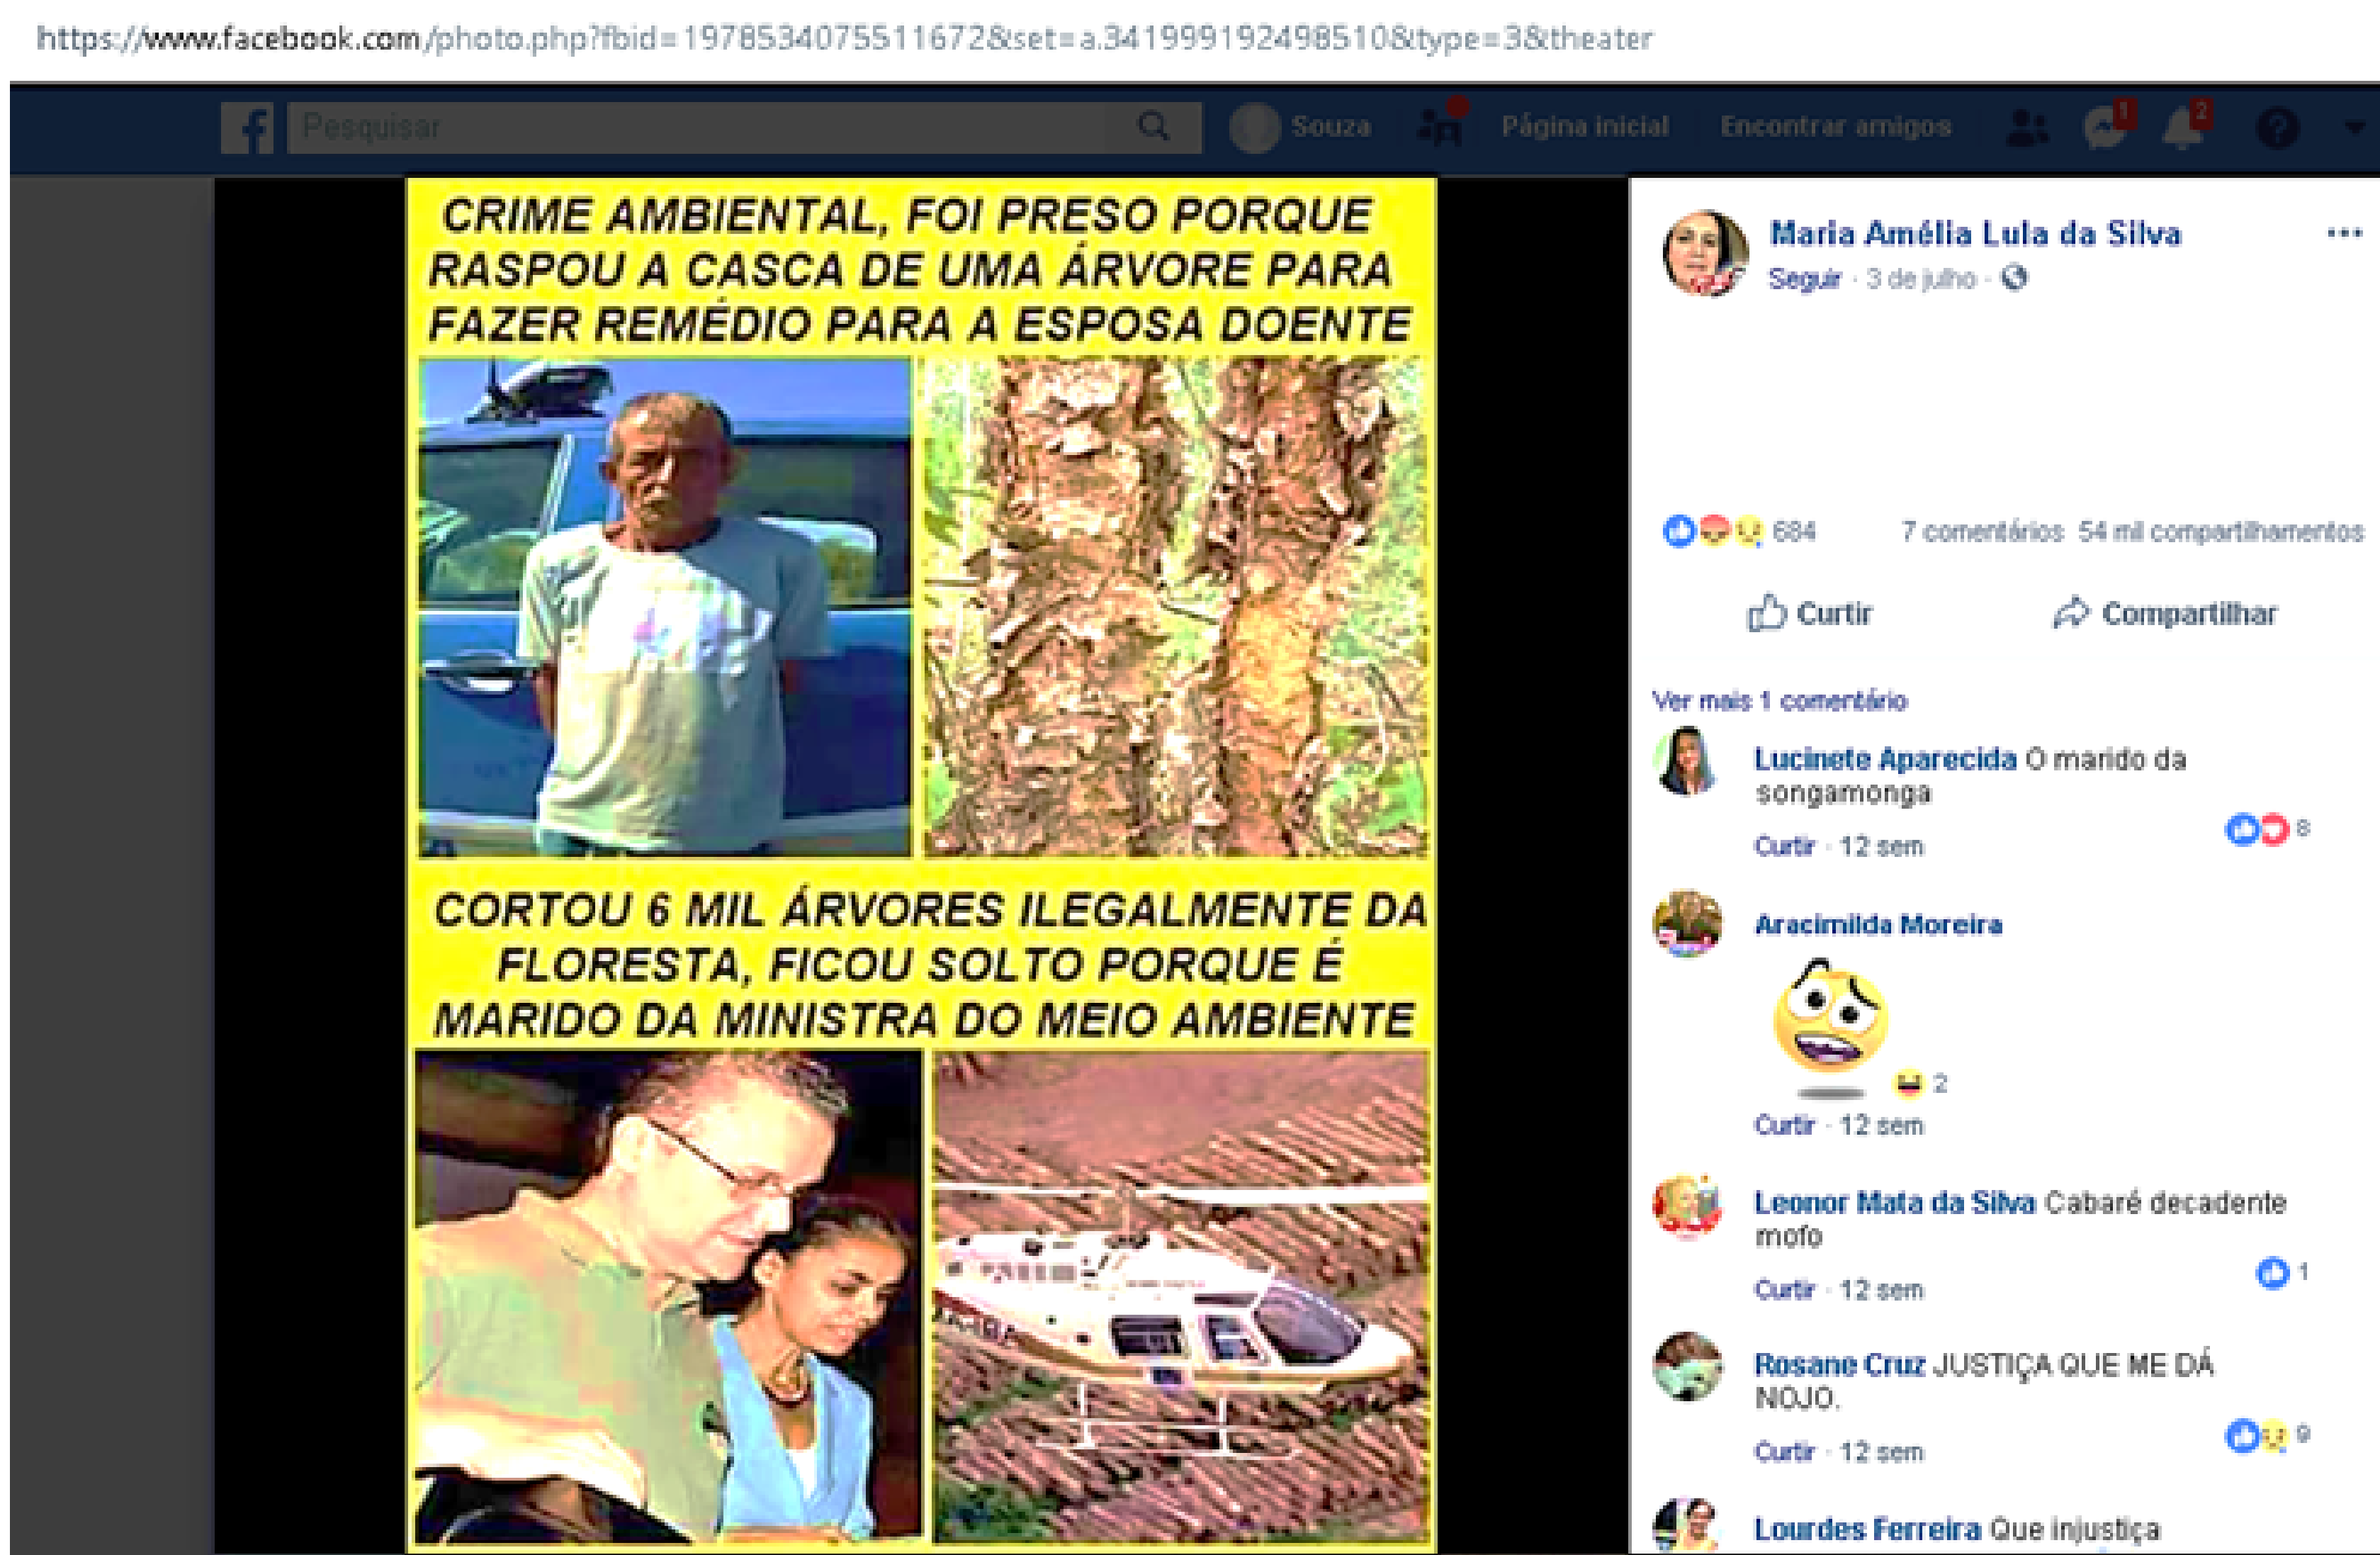 https://www.facebook.com/photo.php?fbid=1978534075511672&set=a.341999192498510&type=3&theater
Pesquisar
Souza
Página inicial
Encontrar amigos
1
2
CRIME AMBIENTAL, FOI PRESO PORQUE
RASPOU A CASCA DE UMA ÁRVORE PARA
FAZER REMÉDIO PARA A ESPOSA DOENTE
CORTOU 6 MIL ÁRVORES ILEGALMENTE DA
FLORESTA, FICOU SOLTO PORQUE É
MARIDO DA MINISTRA DO MEIO AMBIENTE
Maria Amélia Lula da Silva
Seguir · 3 de julho ·
684
7 comentários 54 mil compartilhamentos
Curtir
Compartilhar
Ver mais 1 comentário
Lucinete Aparecida O marido da
songamonga
8
Curtir · 12 sem
Aracimilda Moreira
2
Curtir · 12 sem
Leonor Mata da Silva Cabaré decadente
mofo
1
Curtir · 12 sem
Rosane Cruz JUSTIÇA QUE ME DÁ
NOJO.
9
Curtir · 12 sem
Lourdes Ferreira Que injustiça